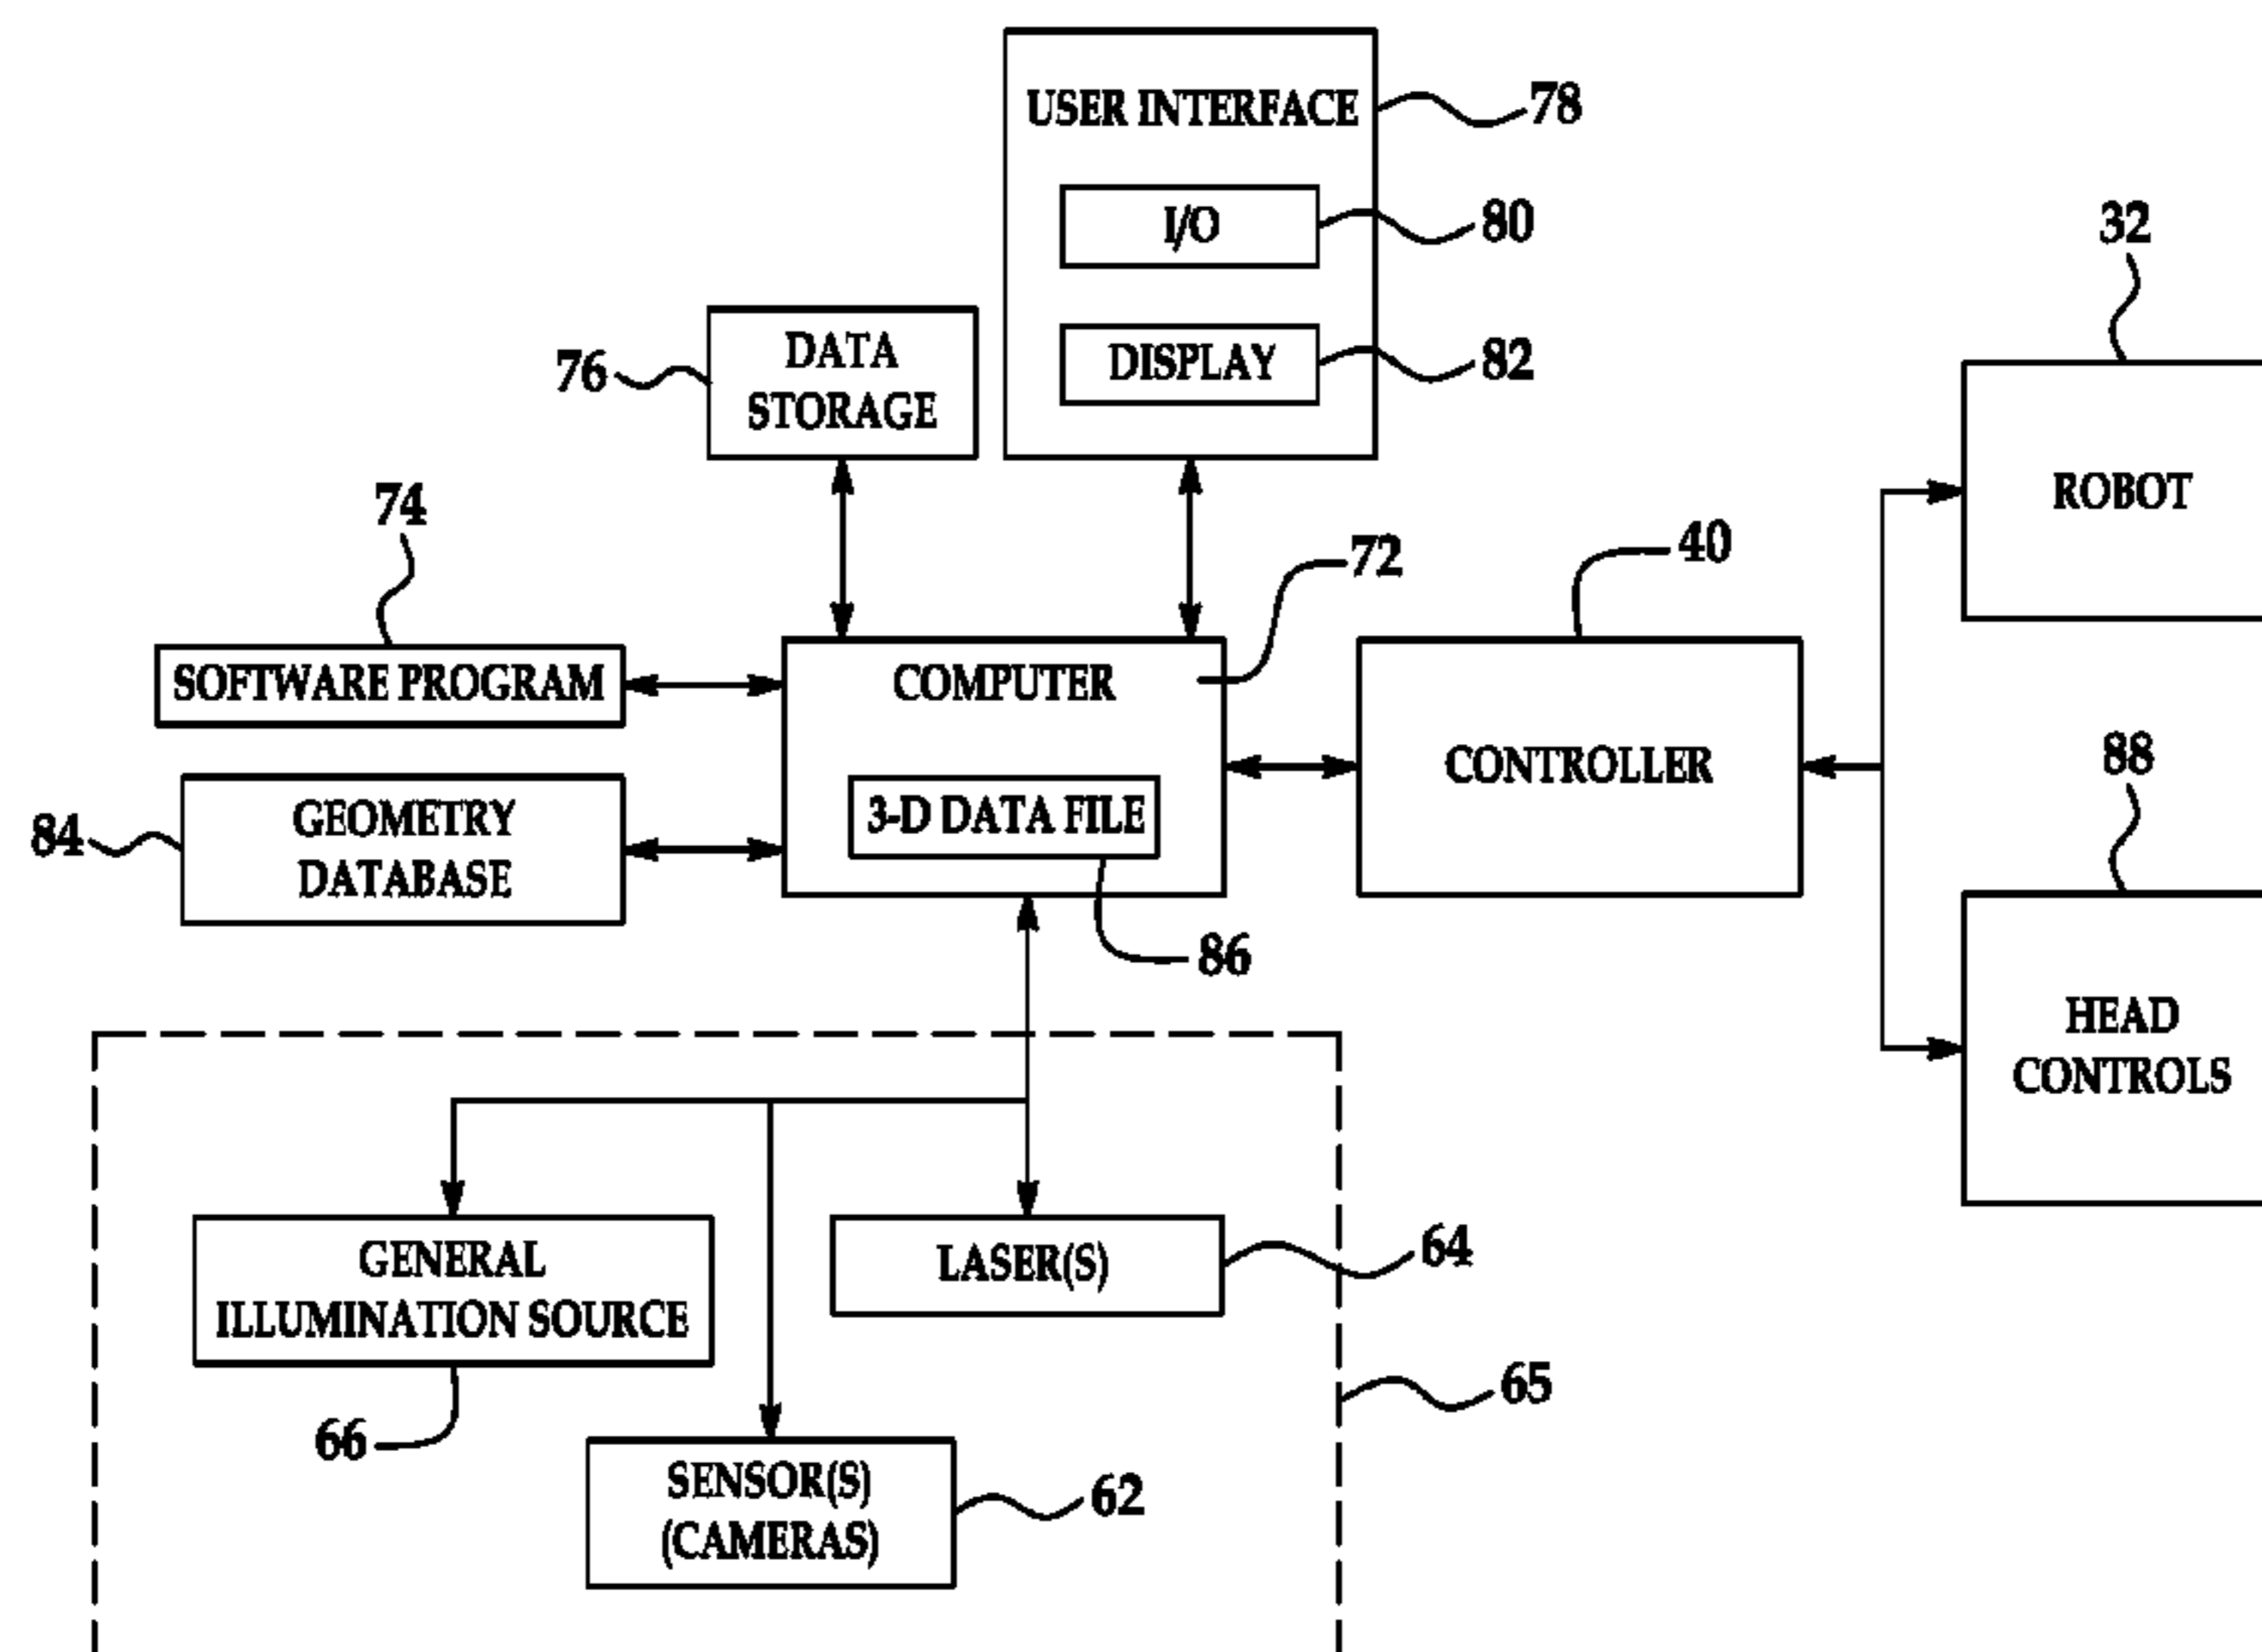 USER INTERFACE
78
I/O
80
32
DATA
STORAGE
76
DISPLAY
82
ROBOT
74
72
40
SOFTWARE PROGRAM
COMPUTER
88
CONTROLLER
84
GEOMETRY
DATABASE
3-D DATA FILE
86
HEAD
CONTROLS
GENERAL
ILLUMINATION SOURCE
LASER(S)
64
65
66
SENSOR(S)
(CAMERAS)
62